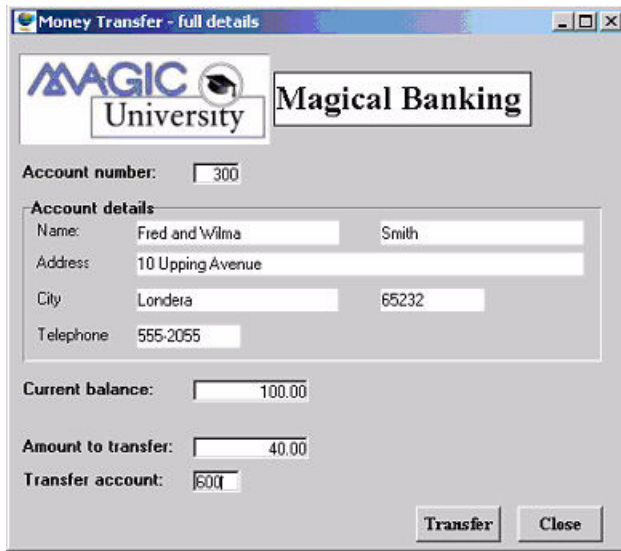 Money Transfer - full details
MAGIC
University
Magical Banking
Account number: 300
Account details
Name: Fred and Wilma Smith
Address 10 Upping Avenue
City Londera 65232
Telephone 555-2055
Current balance: 100.00
Amount to transfer: 40.00
Transfer account: 600
Transfer Close